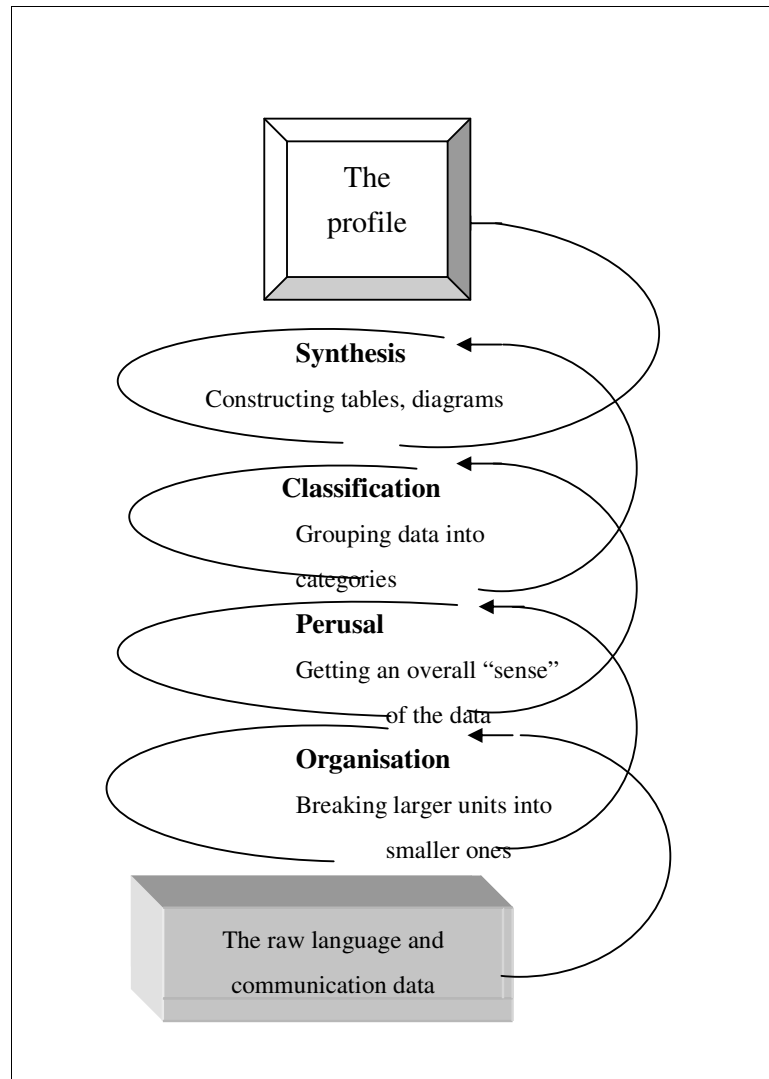 The
profile
Synthesis
Constructing tables, diagrams
Classification
Grouping data into
categories
Perusal
Getting an overall “sense”
of the data
Organisation
Breaking larger units into
smaller ones
The raw language and
communication data